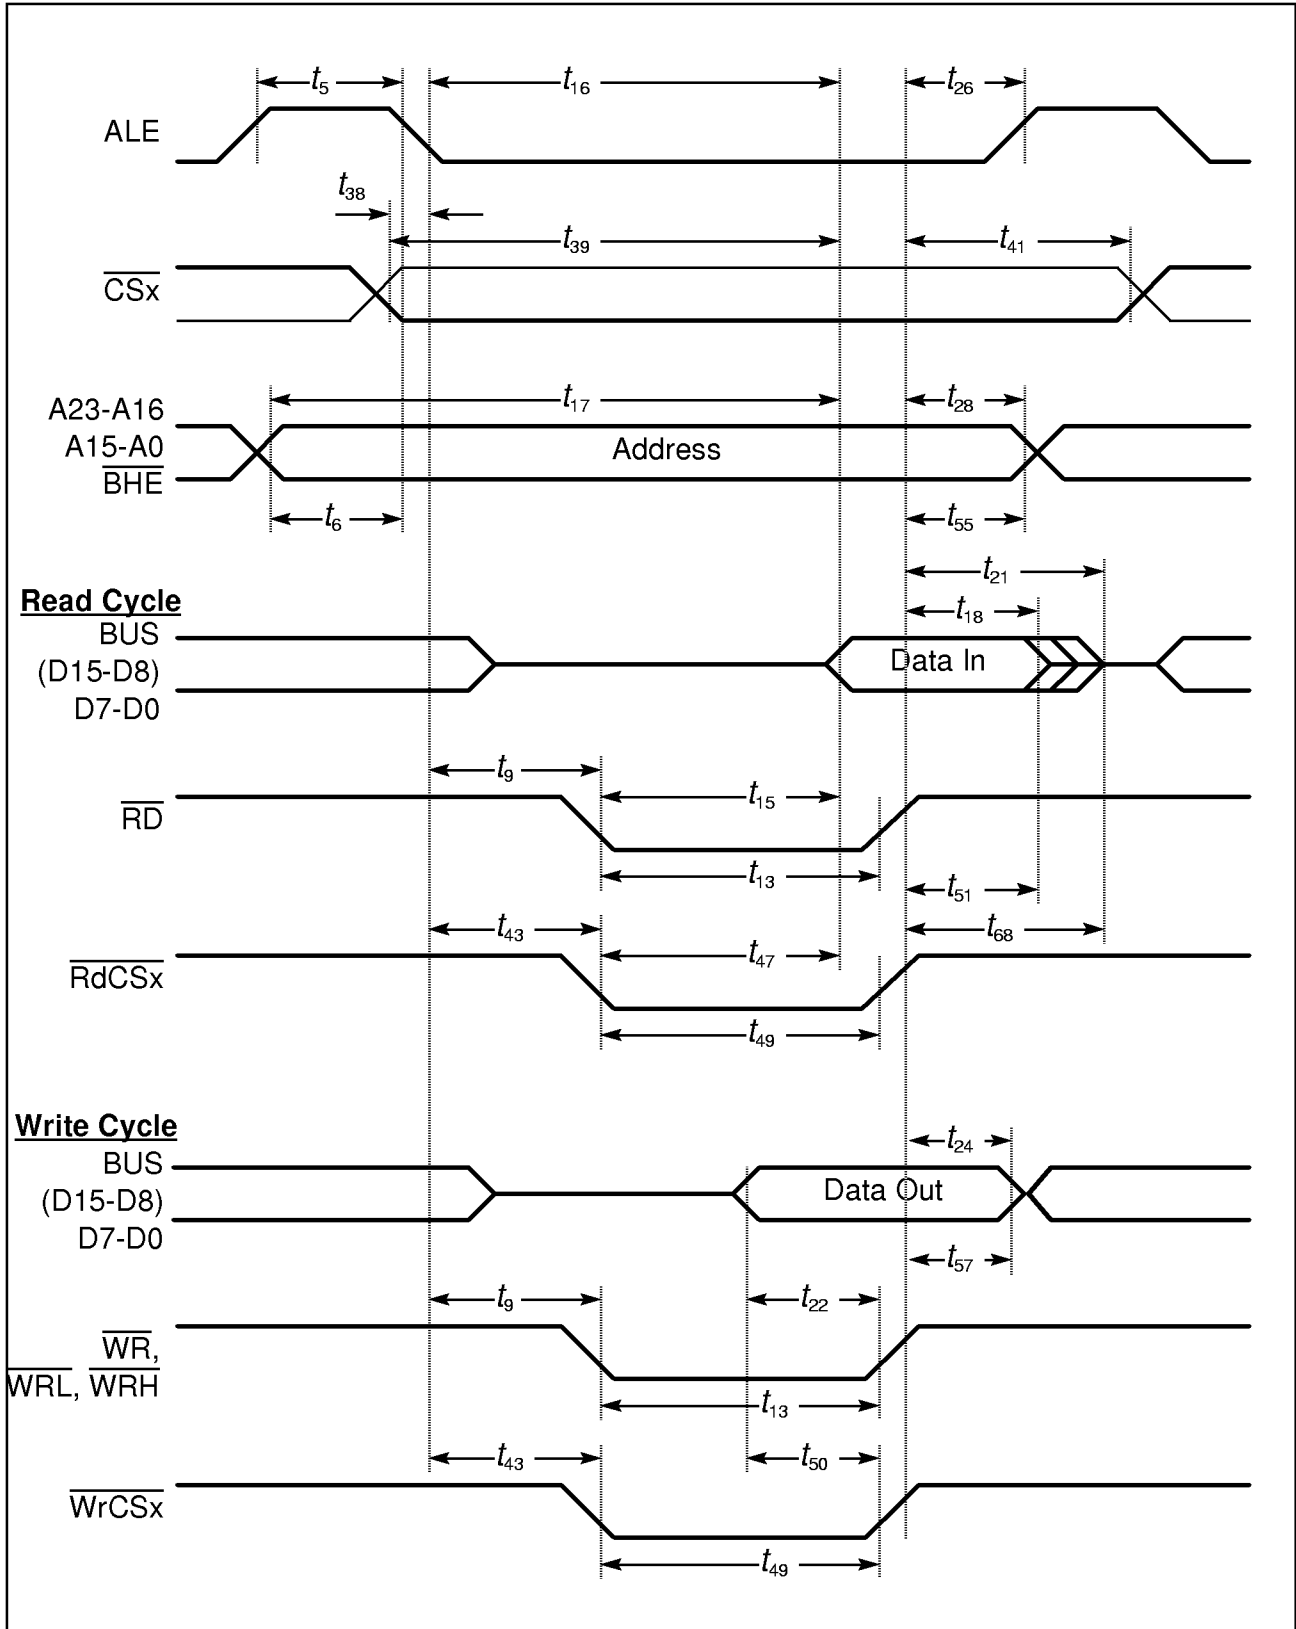 t5 t16 t26
ALE
t38
t39 t41
CSx
t17 t28
A23-A16
A15-A0
BHE
Address
t6 t55
t21
t18
Read Cycle
BUS
(D15-D8)
D7-D0
Data In
t9
t15
RD
t13
t51
t43 t68
t47
RdCSx
t49
Write Cycle
t24
BUS
(D15-D8)
D7-D0
Data Out
t57
t9 t22
WR,
WRL, WRH
t13
t43 t50
WrCSx
t49